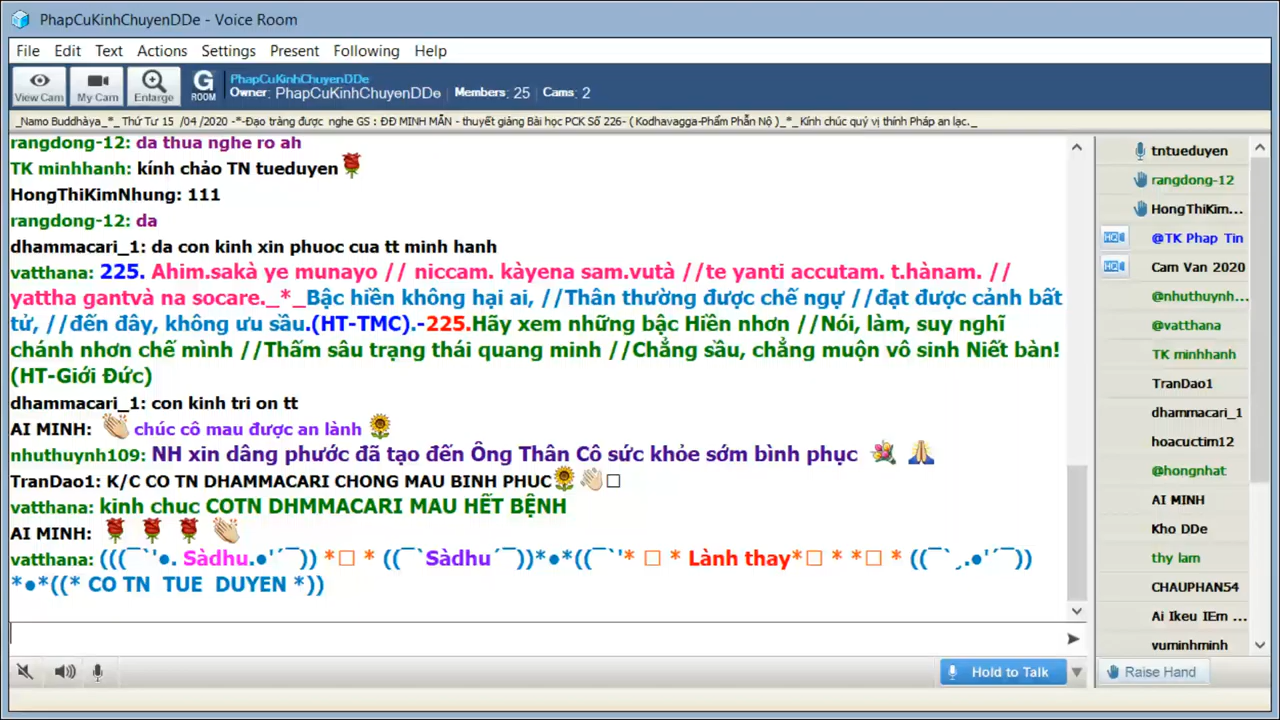 PhapCuKinhChuyenDDe - Voice Room
File Edit Text Actions Settings Present Following Help
View Cam My Cam Enlarge G ROOM
PhapCuKinhChuyenDDe
Owner: PhapCuKinhChuyenDDe Members: 25 Cams: 2
_Namo Buddhàya_*_ Thứ Tư 15 /04 /2020 -*-Đạo tràng được nghe GS : ĐĐ MINH MẪN - thuyết giảng Bài học PCK Số 226- ( Kodhavagga-Phẩm Phẫn Nộ )_*_ Kính chúc quý vị thính Pháp an lạc._
rangdong-12: da thua nghe ro ah
TK minhhanh: kính chảo TN tueduyen🌹
HongThiKimNhung: 111
rangdong-12: da
dhammacari_1: da con kinh xin phuoc cua tt minh hanh
vatthana: 225. Ahim.sakà ye munayo // niccam. kàyena sam.vutà //te yanti accutam. t.hànam. //
yattha gantvà na socare._*_Bậc hiền không hại ai, //Thân thường được chế ngự //đạt được cảnh bất
tử, //đến đây, không ưu sầu.(HT-TMC).-225.Hãy xem những bậc Hiền nhơn //Nói, làm, suy nghĩ
chánh nhơn chế mình //Thấm sâu trạng thái quang minh //Chẳng sầu, chẳng muộn vô sinh Niết bàn!
(HT-Giới Đức)
dhammacari_1: con kinh tri on tt
AI MINH: 👏 chúc cô mau được an lành 🌻
nhuthuynh109: NH xin dâng phước đã tạo đến Ông Thân Cô sức khỏe sớm bình phục 💐 🙏
TranDao1: K/C CO TN DHAMMACARI CHONG MAU BINH PHUC🌻👏□
vatthana: kinh chuc COTN DHMMACARI MAU HẾT BỆNH
AI MINH: 🌹 🌹 🌹 👏
vatthana: (((¯`'●. Sàdhu.●'´¯)) *□ * ((¯`Sàdhu´¯))*●*((¯`'* □ * Lành thay*□ * *□ * ((¯`¸.●'´¯))
*●*((* CO TN TUE DUYEN *))
Hold to Talk
Raise Hand
tntueduyen
rangdong-12
HongThiKim...
@TK Phap Tin
Cam Van 2020
@nhuthuynh...
@vatthana
TK minhhanh
TranDao1
dhammacari_1
hoacuctim12
@hongnhat
AI MINH
Kho DDe
thy lam
CHAUPHAN54
Ai Ikeu IEm ...
vuminhminh